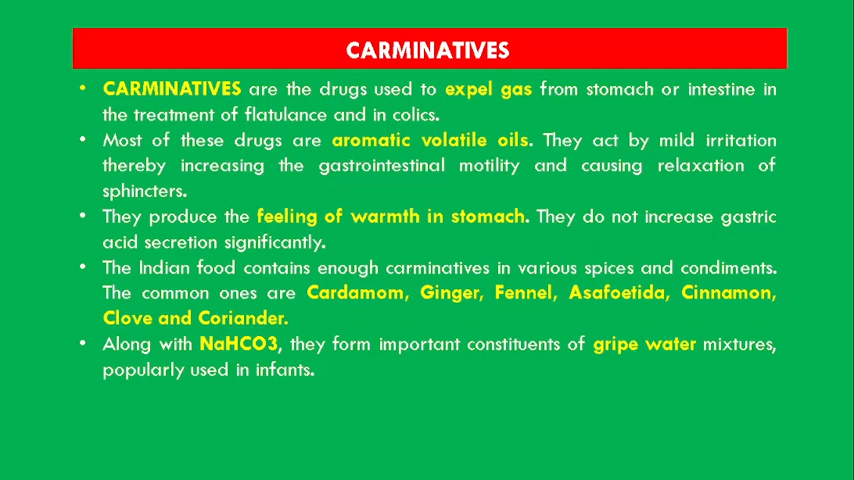 CARMINATIVES
• CARMINATIVES are the drugs used to expel gas from stomach or intestine in
the treatment of flatulance and in colics.
• Most of these drugs are aromatic volatile oils. They act by mild irritation
thereby increasing the gastrointestinal motility and causing relaxation of
sphincters.
• They produce the feeling of warmth in stomach. They do not increase gastric
acid secretion significantly.
• The Indian food contains enough carminatives in various spices and condiments.
The common ones are Cardamom, Ginger, Fennel, Asafoetida, Cinnamon,
Clove and Coriander.
• Along with NaHCO3, they form important constituents of gripe water mixtures,
popularly used in infants.